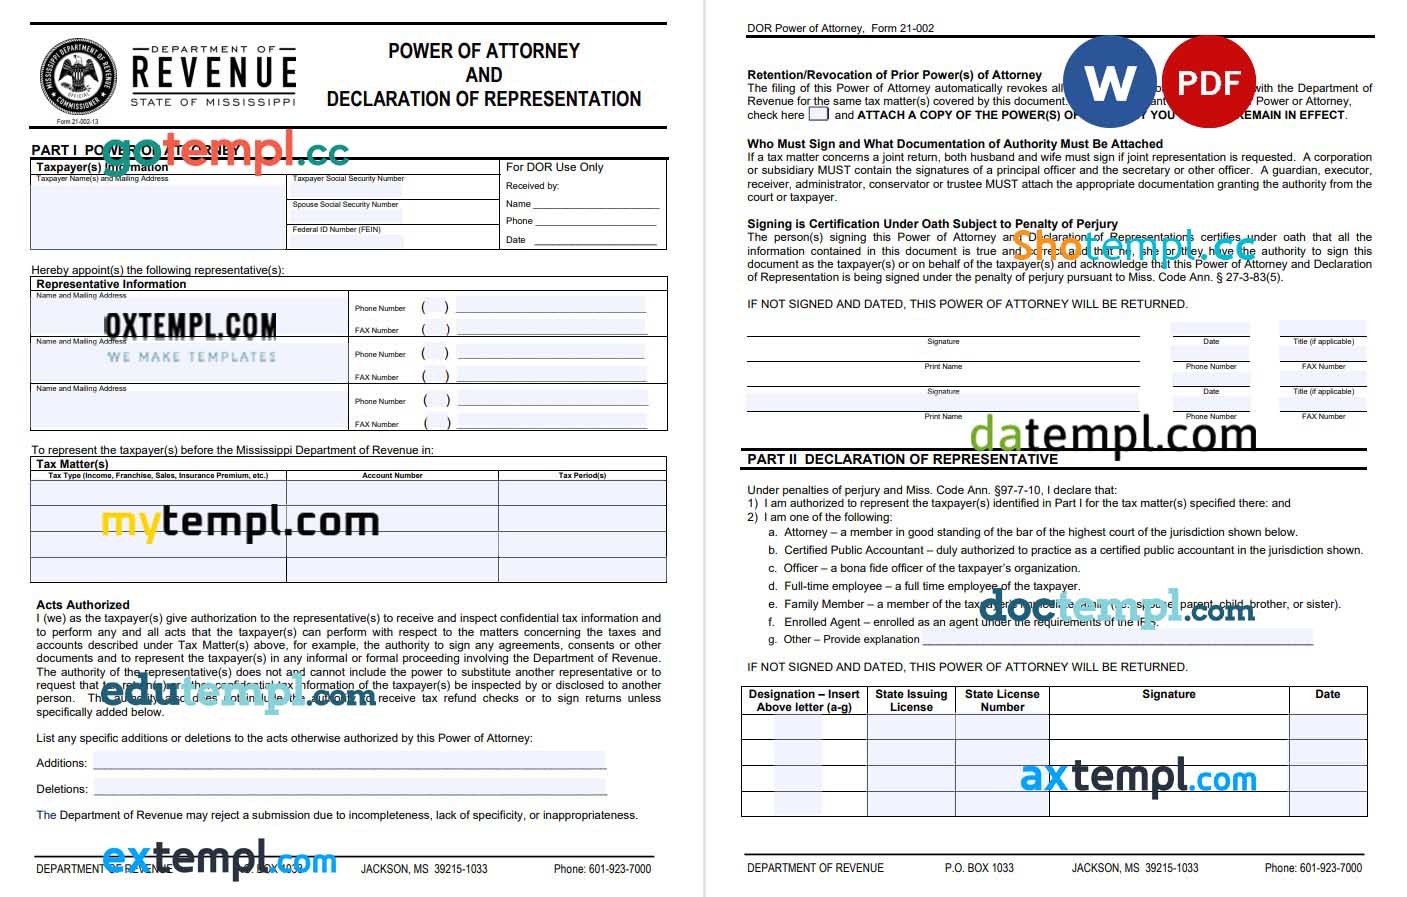 DEPARTMENT OF
REVENUE
STATE OF MISSISSIPPI
MISSISSIPPI DEPARTMENT OF REVENUE
OFFICIAL
COMMISSIONER
Form 21-002-13
POWER OF ATTORNEY
AND
DECLARATION OF REPRESENTATION
PART I POWER OF ATTORNEY
gotempl.cc
Taxpayer(s) Information
Taxpayer Name(s) and Mailing Address
Taxpayer Social Security Number
Spouse Social Security Number
Federal ID Number (FEIN)
For DOR Use Only
Received by:
Name
Phone
Date
Hereby appoint(s) the following representative(s):
Representative Information
Name and Mailing Address
Phone Number ( )
FAX Number ( )
OXTEMPL.COM
WE MAKE TEMPLATES
Name and Mailing Address
Phone Number ( )
FAX Number ( )
Name and Mailing Address
Phone Number ( )
FAX Number ( )
To represent the taxpayer(s) before the Mississippi Department of Revenue in:
Tax Matter(s)
Tax Type (Income, Franchise, Sales, Insurance Premium, etc.) Account Number Tax Period(s)
mytempl.com
Acts Authorized
I (we) as the taxpayer(s) give authorization to the representative(s) to receive and inspect confidential tax information and
to perform any and all acts that the taxpayer(s) can perform with respect to the matters concerning the taxes and
accounts described under Tax Matter(s) above, for example, the authority to sign any agreements, consents or other
documents and to represent the taxpayer(s) in any informal or formal proceeding involving the Department of Revenue.
The authority of the representative(s) does not and cannot include the power to substitute another representative or to
request that tax returns or other confidential tax information of the taxpayer(s) be inspected by or disclosed to another
person. The authority also does not include the authority to receive tax refund checks or to sign returns unless
specifically added below.
edutempl.com
List any specific additions or deletions to the acts otherwise authorized by this Power of Attorney:
Additions:
Deletions:
The Department of Revenue may reject a submission due to incompleteness, lack of specificity, or inappropriateness.
extempl.com
DEPARTMENT OF REVENUE P.O. BOX 1033 JACKSON, MS 39215-1033 Phone: 601-923-7000
DOR Power of Attorney, Form 21-002
W
PDF
Retention/Revocation of Prior Power(s) of Attorney
The filing of this Power of Attorney automatically revokes all with the Department of
Revenue for the same tax matter(s) covered by this document. Power or Attorney,
check here and ATTACH A COPY OF THE POWER(S) OF YOU REMAIN IN EFFECT.
Who Must Sign and What Documentation of Authority Must Be Attached
If a tax matter concerns a joint return, both husband and wife must sign if joint representation is requested. A corporation
or subsidiary MUST contain the signatures of a principal officer and the secretary or other officer. A guardian, executor,
receiver, administrator, conservator or trustee MUST attach the appropriate documentation granting the authority from the
court or taxpayer.
Signing is Certification Under Oath Subject to Penalty of Perjury
The person(s) signing this Power of Attorney and Declaration of Representations certifies under oath that all the
information contained in this document is true and correct and that he, she or they have the authority to sign this
document as the taxpayer(s) or on behalf of the taxpayer(s) and acknowledge that this Power of Attorney and Declaration
of Representation is being signed under the penalty of perjury pursuant to Miss. Code Ann. § 27-3-83(5).
Shotempl.cc
IF NOT SIGNED AND DATED, THIS POWER OF ATTORNEY WILL BE RETURNED.
Signature Date Title (if applicable)
Print Name Phone Number FAX Number
Signature Date Title (if applicable)
Print Name Phone Number FAX Number
datempl.com
PART II DECLARATION OF REPRESENTATIVE
Under penalties of perjury and Miss. Code Ann. §97-7-10, I declare that:
1) I am authorized to represent the taxpayer(s) identified in Part I for the tax matter(s) specified there: and
2) I am one of the following:
a. Attorney – a member in good standing of the bar of the highest court of the jurisdiction shown below.
b. Certified Public Accountant – duly authorized to practice as a certified public accountant in the jurisdiction shown.
c. Officer – a bona fide officer of the taxpayer's organization.
d. Full-time employee – a full time employee of the taxpayer.
e. Family Member – a member of the taxpayer's immediate family (i.e. spouse, parent, child, brother, or sister).
f. Enrolled Agent – enrolled as an agent under the requirements of the IRS.
g. Other – Provide explanation
doctempl.com
IF NOT SIGNED AND DATED, THIS POWER OF ATTORNEY WILL BE RETURNED.
Designation – Insert State Issuing State License Signature Date
Above letter (a-g) License Number
axtempl.com
DEPARTMENT OF REVENUE P.O. BOX 1033 JACKSON, MS 39215-1033 Phone: 601-923-7000